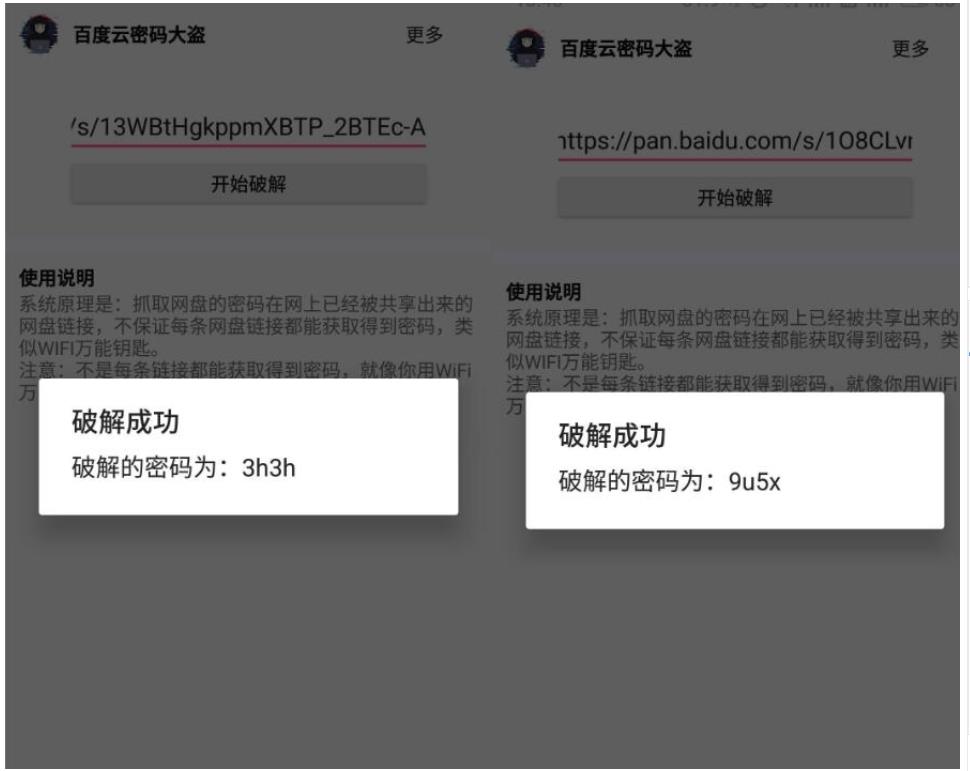 百度云密码大盗
更多
/s/13WBtHgkppmXBTP_2BTEc-A
开始破解
使用说明
系统原理是：抓取网盘的密码在网上已经被共享出来的
网盘链接，不保证每条网盘链接都能获取得到密码，类
似WIFI万能钥匙。
注意：不是每条链接都能获取得到密码，就像你用WiFi
万
破解成功
破解的密码为：3h3h
百度云密码大盗
更多
https://pan.baidu.com/s/1O8CLvr
开始破解
使用说明
系统原理是：抓取网盘的密码在网上已经被共享出来的
网盘链接，不保证每条网盘链接都能获取得到密码，类
似WIFI万能钥匙。
注意：不是每条链接都能获取得到密码，就像你用WiFi
万
破解成功
破解的密码为：9u5x